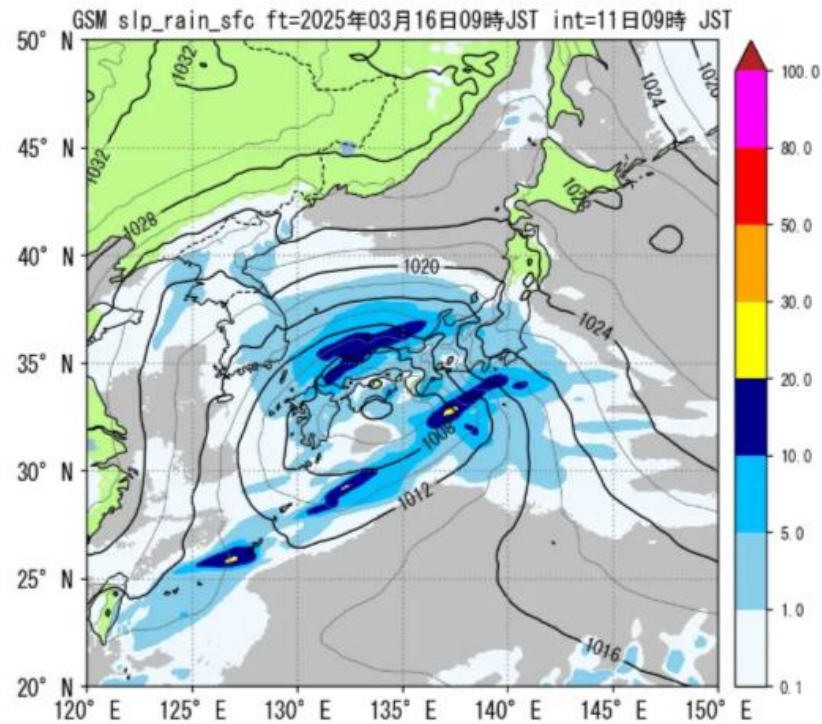 GSM slp_rain_sfc ft=2025年03月16日09時JST int=11日09時 JST
50° N
45° N
40° N
35° N
30° N
25° N
20° N
120° E
125° E
130° E
135° E
140° E
145° E
150° E
100.0
80.0
50.0
30.0
20.0
10.0
5.0
1.0
0.1
1032
1032
1028
1020
1024
1020
1024
1008
1012
1016